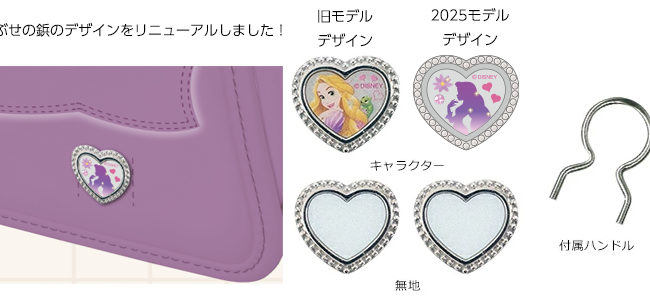 ぶせの鋲のデザインをリニューアルしました！
旧モデル
デザイン
2025モデル
デザイン
©DISNEY
©DISNEY
キャラクター
無地
付属ハンドル